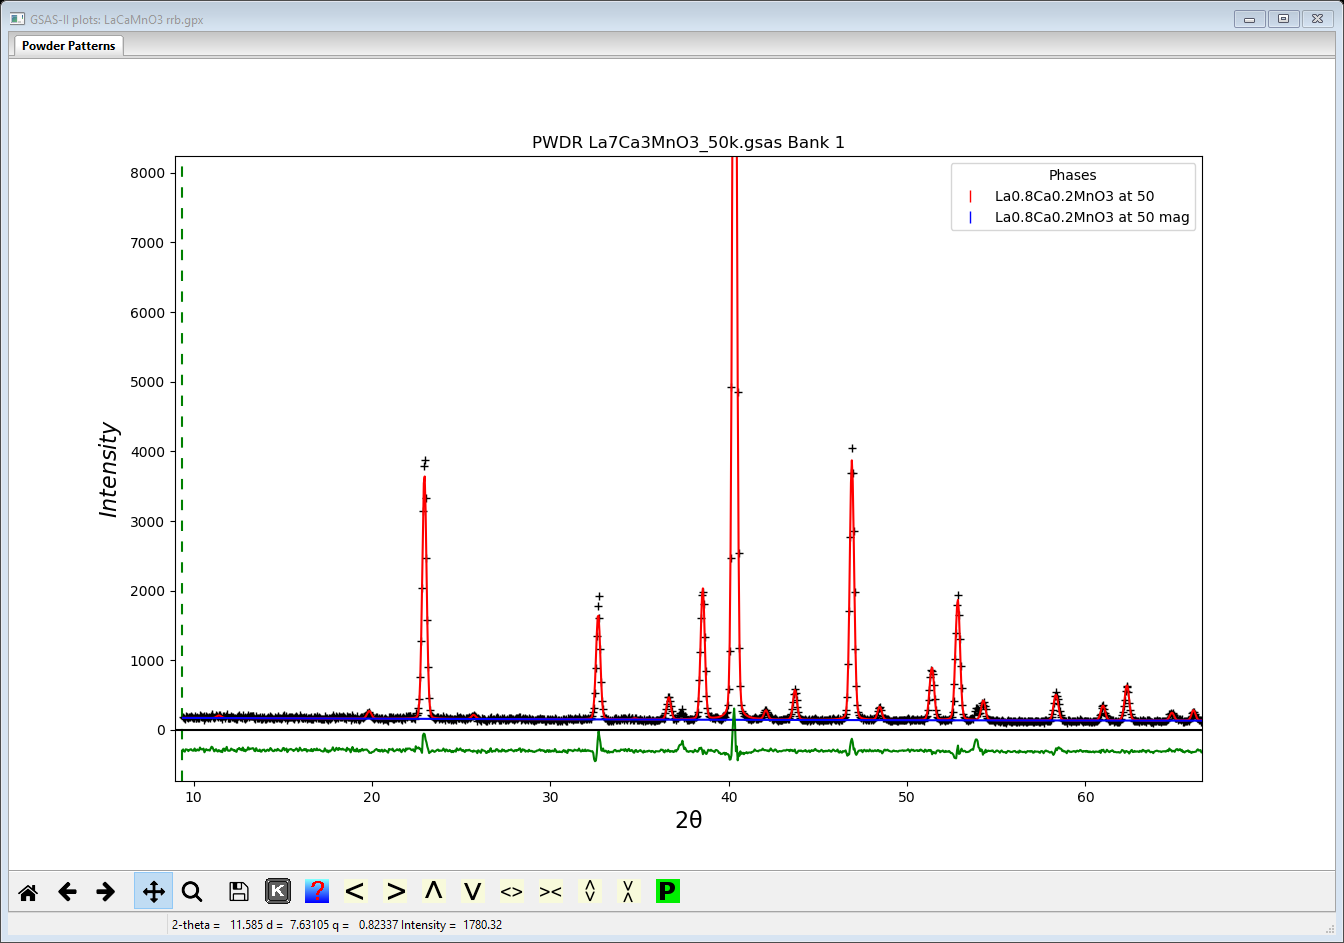 GSAS-II plots: LaCaMnO3 rrb.gpx
Powder Patterns
PWDR La7Ca3MnO3_50k.gsas Bank 1
Phases
La0.8Ca0.2MnO3 at 50
La0.8Ca0.2MnO3 at 50 mag
8000
7000
6000
5000
4000
3000
2000
1000
0
Intensity
10 20 30 40 50 60
2θ
K ? < > Λ V <> >< P
2-theta = 11.585 d = 7.63105 q = 0.82337 Intensity = 1780.32